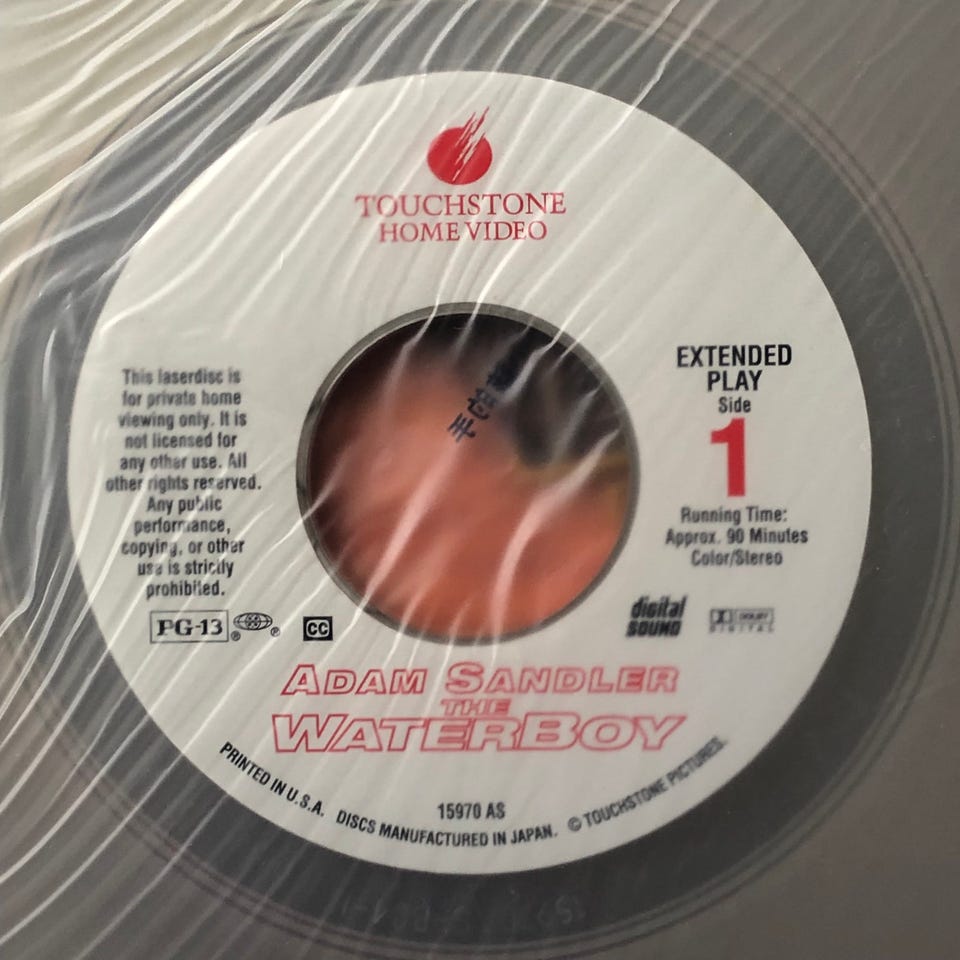 TOUCHSTONE
HOME VIDEO
This laserdisc is
for private home
viewing only. It is
not licensed for
any other use. All
other rights reserved.
Any public
performance,
copying, or other
use is strictly
prohibited.
PG-13
®
®
CC
EXTENDED
PLAY
Side
1
Running Time:
Approx. 90 Minutes
Color/Stereo
digital
SOUND
DOLBY
DIGITAL
ADAM SANDLER
THE
WATERBOY
15970 AS
PRINTED IN U.S.A. DISCS MANUFACTURED IN JAPAN. © TOUCHSTONE PICTURES.